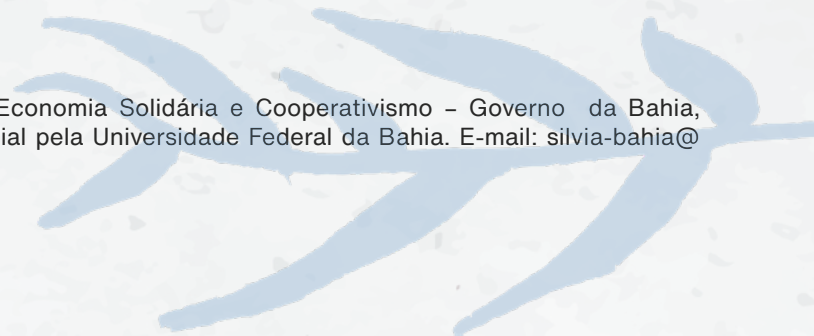 Economia Solidária e Cooperativismo – Governo da Bahia,
ial pela Universidade Federal da Bahia. E-mail: silvia-bahia@